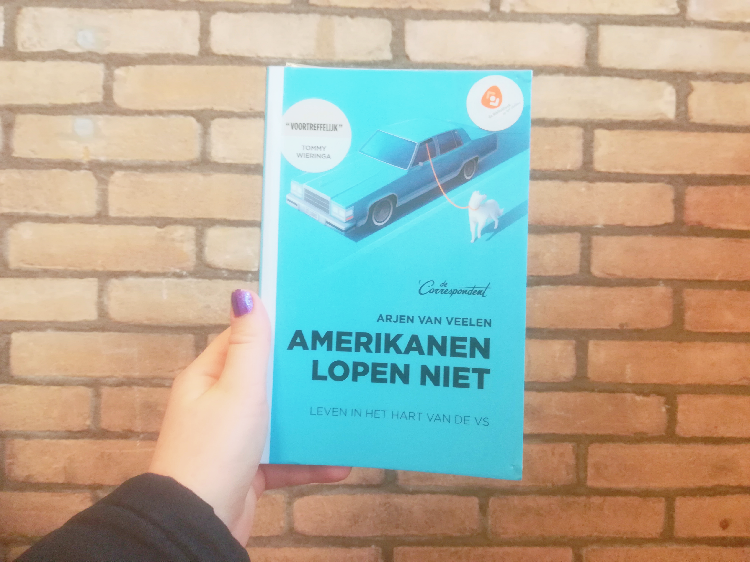 "VOORTREFFELIJK"
TOMMY
WIERINGA
de
Correspondent
ARJEN VAN VEELEN
AMERIKANEN
LOPEN NIET
LEVEN IN HET HART VAN DE VS